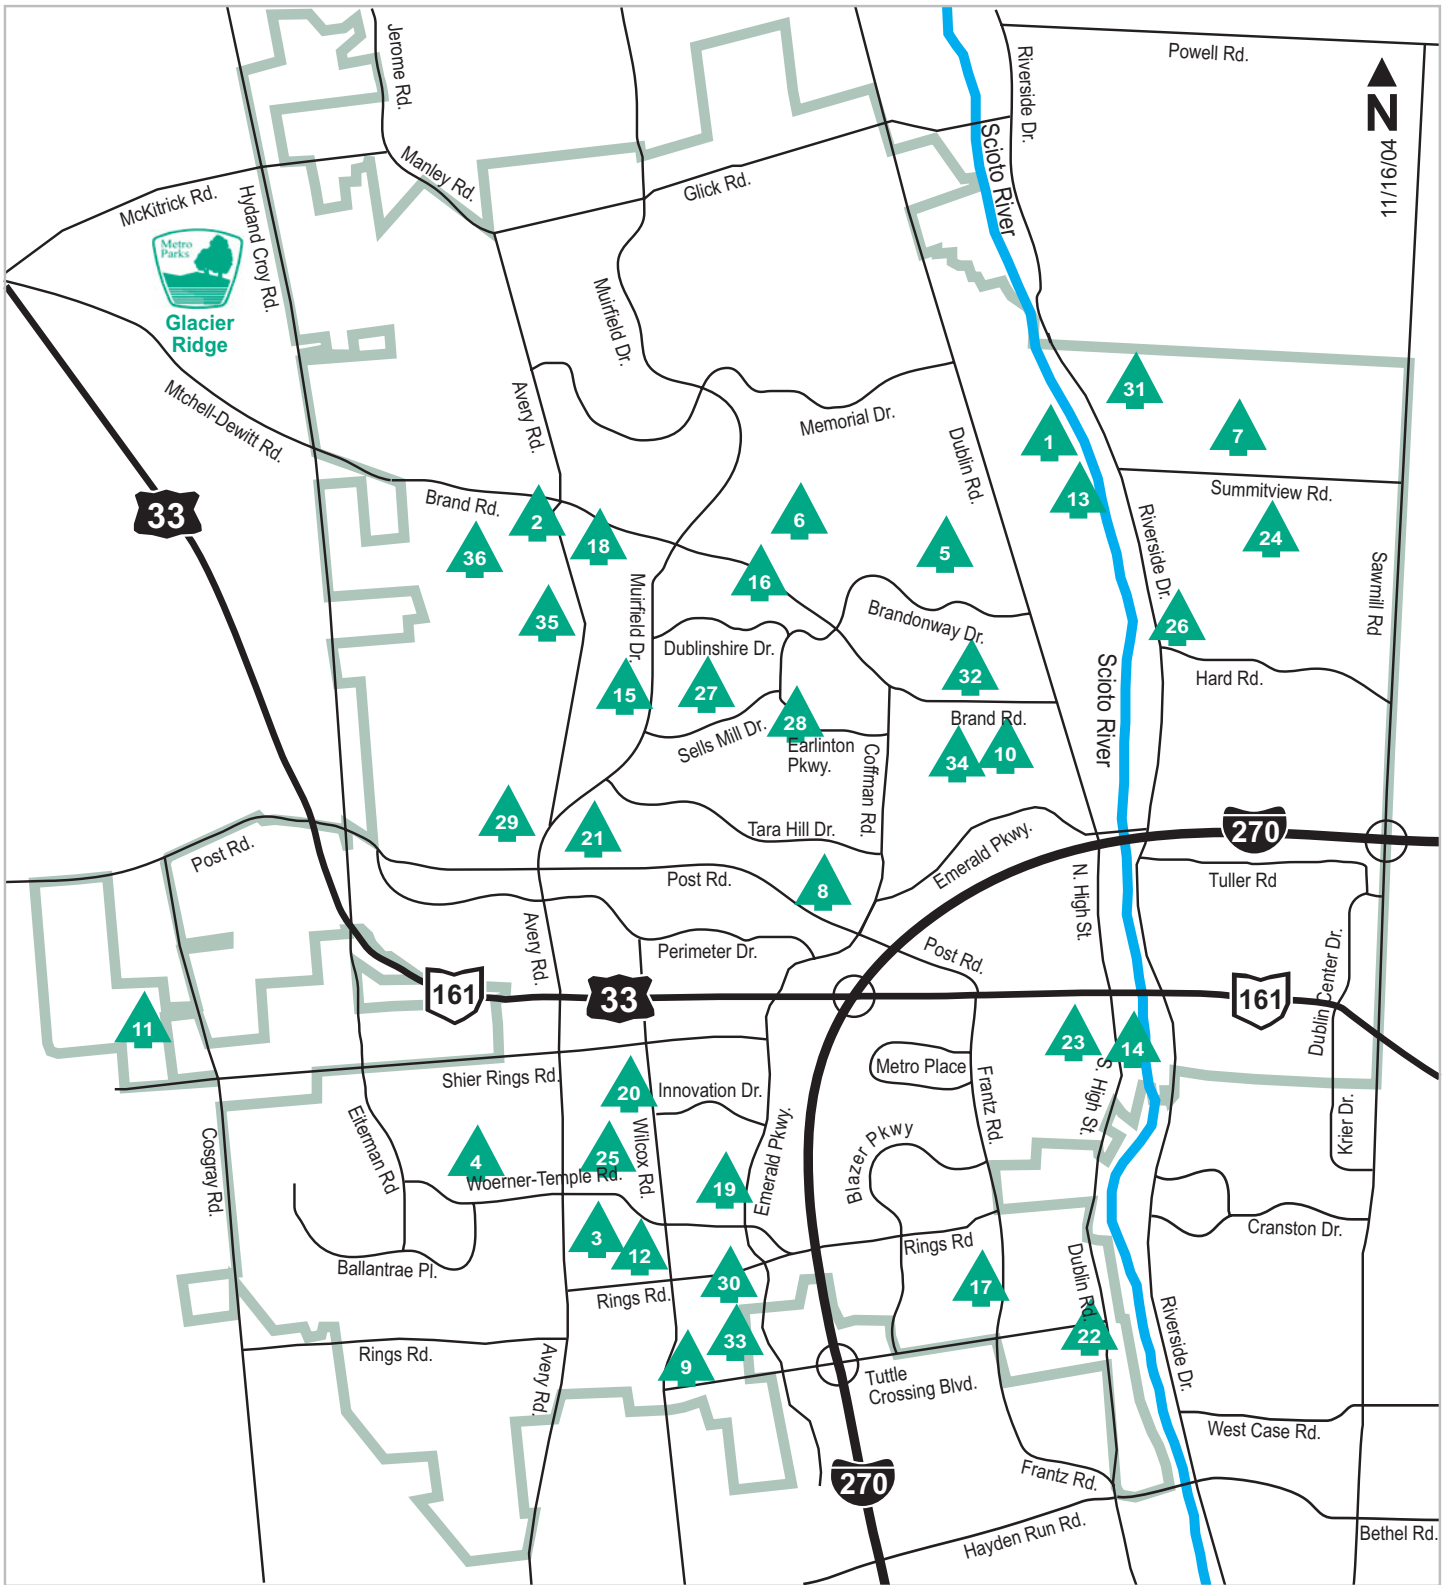 Powell Rd.
Jerome Rd.
Riverside Dr.
N
11/16/04
Scioto River
Manley Rd.
Glick Rd.
McKitrick Rd.
Hydand Croy Rd.
Metro
Parks
Glacier
Ridge
Muirfield Dr.
Mtchell-Dewitt Rd.
Avery Rd.
Memorial Dr.
Dublin Rd.
31
1
7
13
Summitview Rd.
33
Brand Rd.
2
18
6
5
24
36
16
Riverside Dr.
Sawmill Rd
35
Muirfield Dr.
Brandonway Dr.
26
Dublinshire Dr.
32
Hard Rd.
15
27
28
Scioto River
Sells Mill Dr.
Earlinton
Pkwy.
Coffman Rd.
Brand Rd.
34
10
29
21
Tara Hill Dr.
Emerald Pkwy.
270
Post Rd.
Post Rd.
8
N. High St.
Tuller Rd
Avery Rd.
Perimeter Dr.
Post Rd.
Dublin Center Dr.
161
33
161
11
23
14
Shier Rings Rd.
20
Innovation Dr.
Metro Place
Frantz Rd.
S. High St.
Eiterman Rd
Cosgray Rd.
4
25
Wilcox Rd.
Woerner-Temple Rd.
19
Emerald Pkwy.
Blazer Pkwy
Krier Dr.
3
12
Rings Rd
Cranston Dr.
Ballantrae Pl.
Rings Rd.
30
17
Dublin Rd.
Riverside Dr.
Rings Rd.
Avery Rd.
9
33
22
Tuttle
Crossing Blvd.
West Case Rd.
270
Frantz Rd.
Hayden Run Rd.
Bethel Rd.